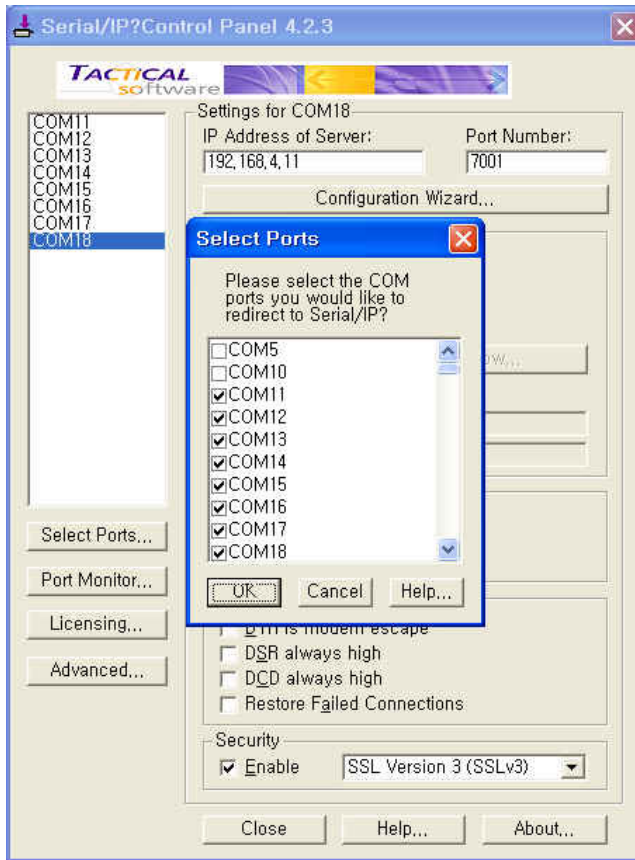 Serial/IP?Control Panel 4.2.3
TACTICAL
software
COM11
COM12
COM13
COM14
COM15
COM16
COM17
COM18
Settings for COM18
IP Address of Server: Port Number:
192,168,4,11 7001
Configuration Wizard...
Select Ports
Please select the COM
ports you would like to
redirect to Serial/IP?
COM5
COM10
COM11
COM12
COM13
COM14
COM15
COM16
COM17
COM18
OK Cancel Help...
Select Ports...
Port Monitor...
Licensing...
Advanced...
DTR is modem escape
DSR always high
DCD always high
Restore Failed Connections
Security
Enable SSL Version 3 (SSLv3)
Close Help... About...